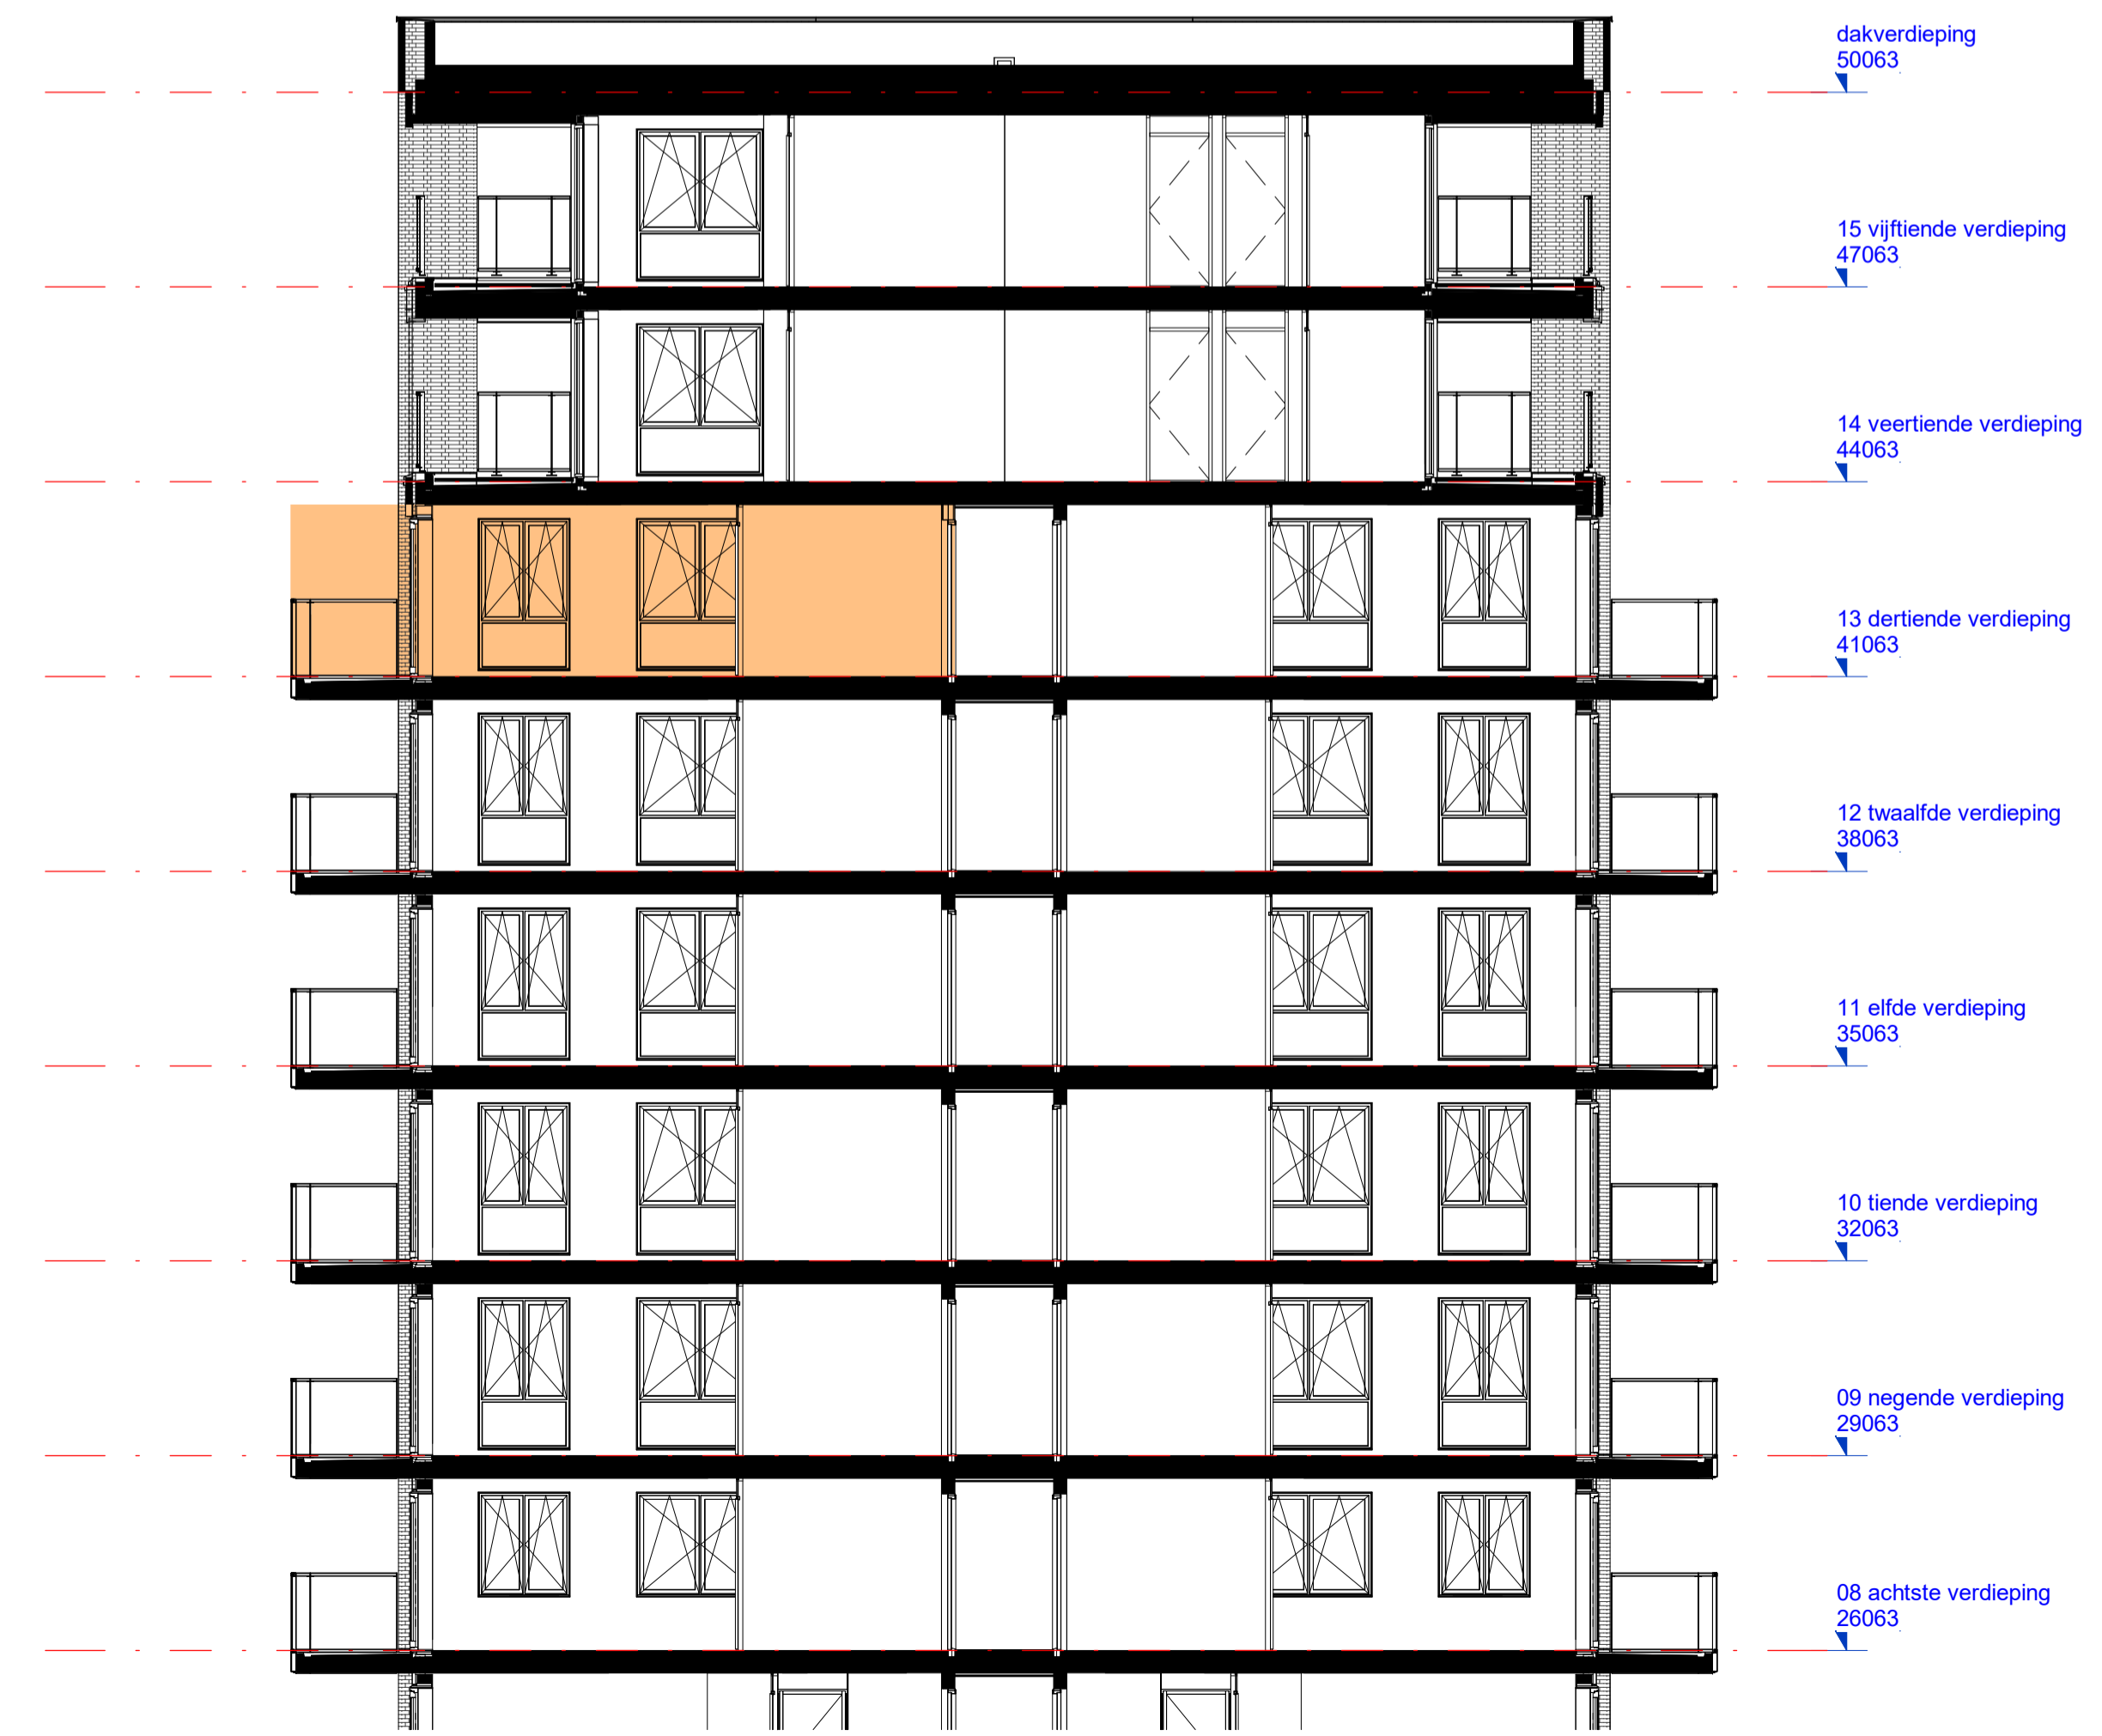 dakverdieping
50063
15 vijftiende verdieping
47063
14 veertiende verdieping
44063
13 dertiende verdieping
41063
12 twaalfde verdieping
38063
11 elfde verdieping
35063
10 tiende verdieping
32063
09 negende verdieping
29063
08 achtste verdieping
26063